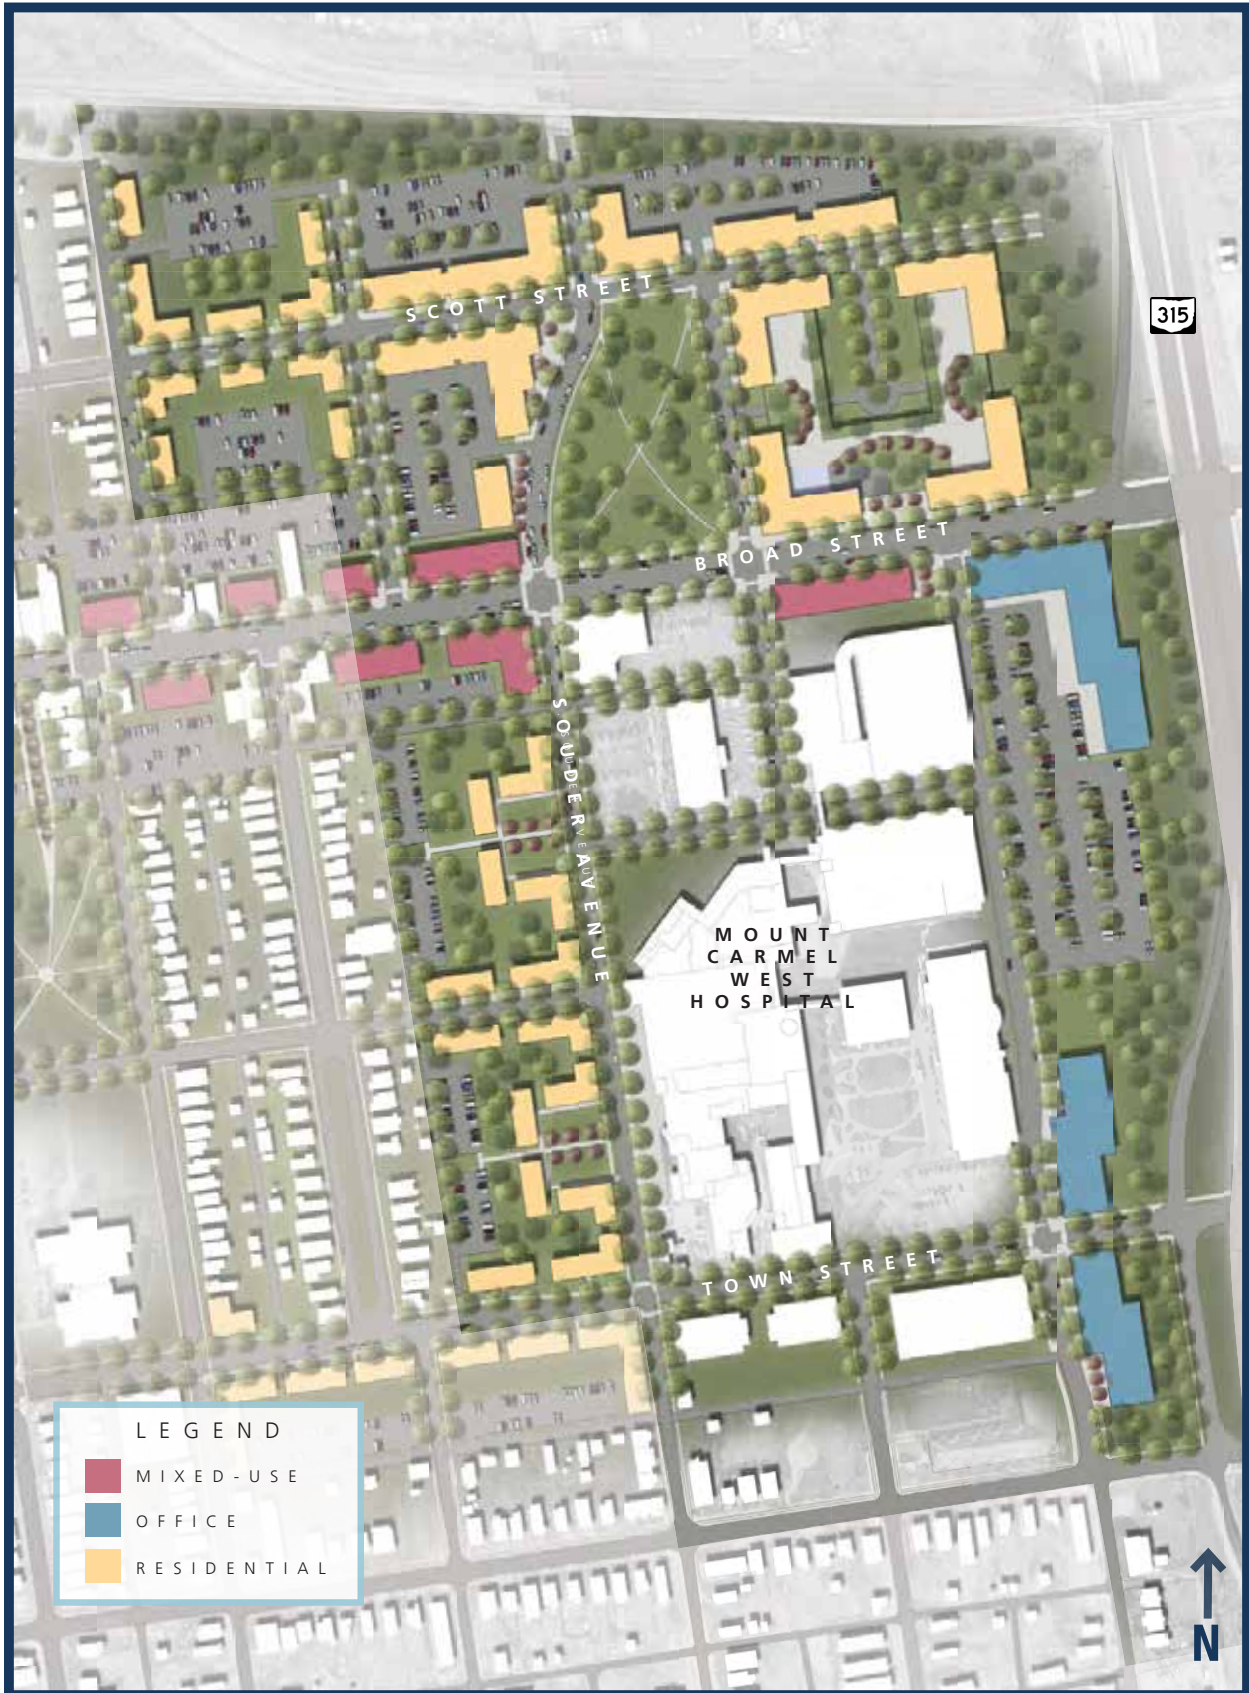 SCOTT STREET
315
BROAD STREET
SOUDER AVENUE
MOUNT
CARMEL
WEST
HOSPITAL
TOWN STREET
LEGEND
MIXED-USE
OFFICE
RESIDENTIAL
N